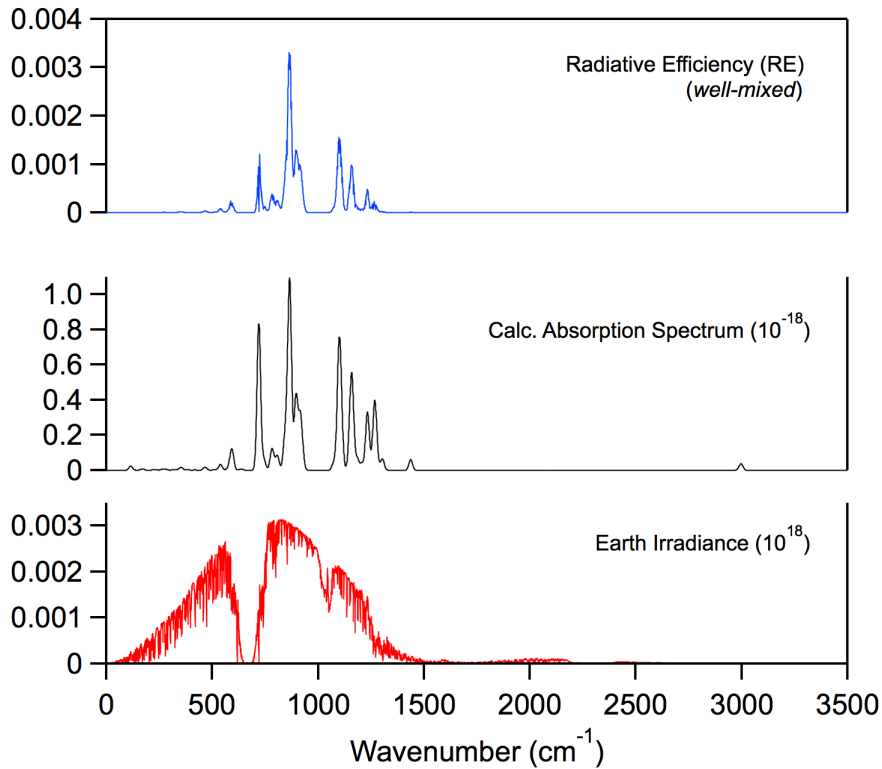 0.004
0.003
0.002
0.001
0
Radiative Efficiency (RE)
(well-mixed)
1.0
0.8
0.6
0.4
0.2
0
Calc. Absorption Spectrum (10⁻¹⁸)
0.003
0.002
0.001
0
Earth Irradiance (10¹⁸)
0 500 1000 1500 2000 2500 3000 3500
Wavenumber (cm⁻¹)